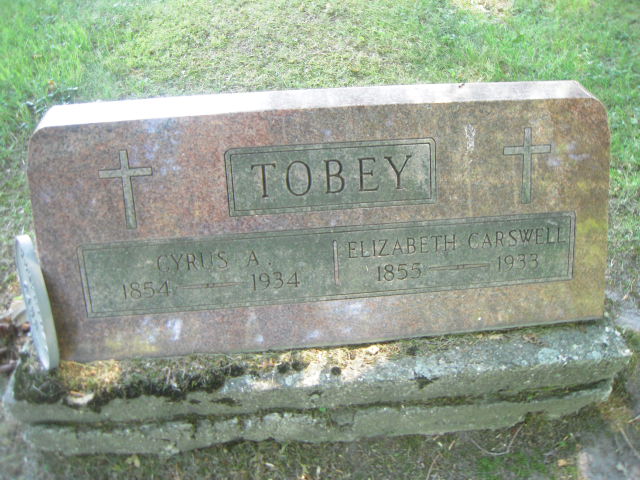 TOBEY
CYRUS A.
1854 — 1934
ELIZABETH CARSWELL
1855 — 1933